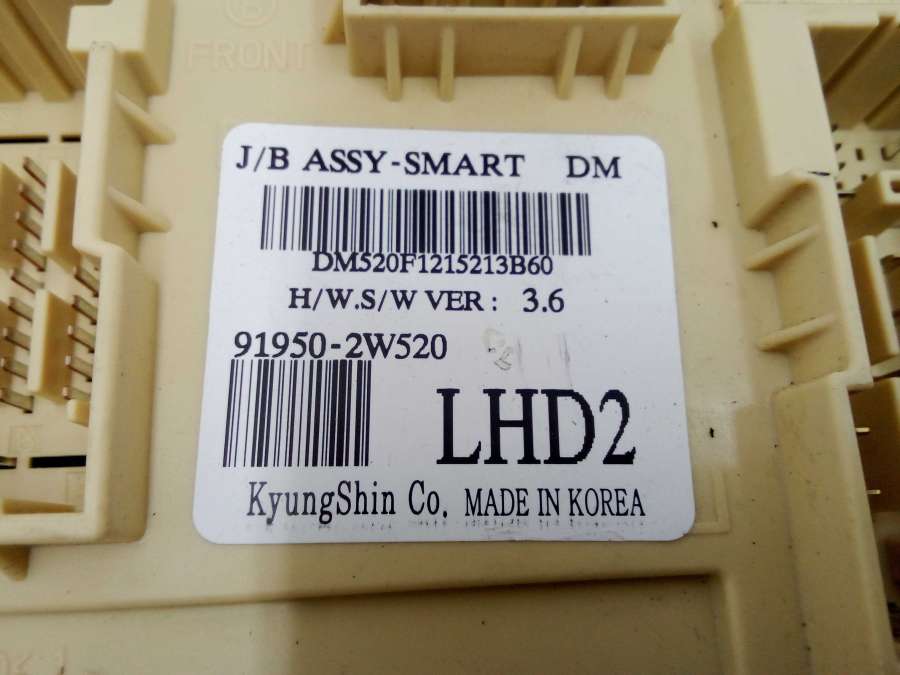 B
FRONT
J/B ASSY-SMART DM
DM520F1215213B60
H/W.S/W VER : 3.6
91950-2W520
LHD2
KyungShin Co. MADE IN KOREA